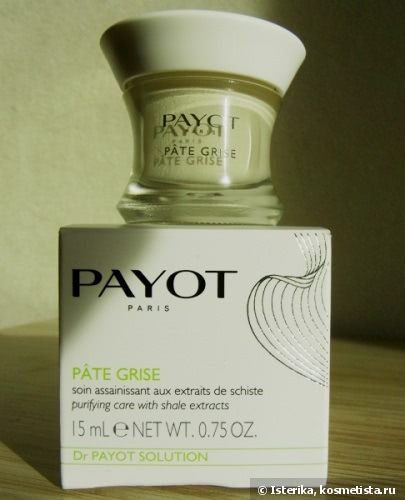 PAYOT
PARIS
PÂTE GRISE
PAYOT
PARIS
PÂTE GRISE
soin assainissant aux extraits de schiste
purifying care with shale extracts
15 mL e NET WT. 0.75 OZ.
Dr PAYOT SOLUTION
© Isterika, kosmetista.ru